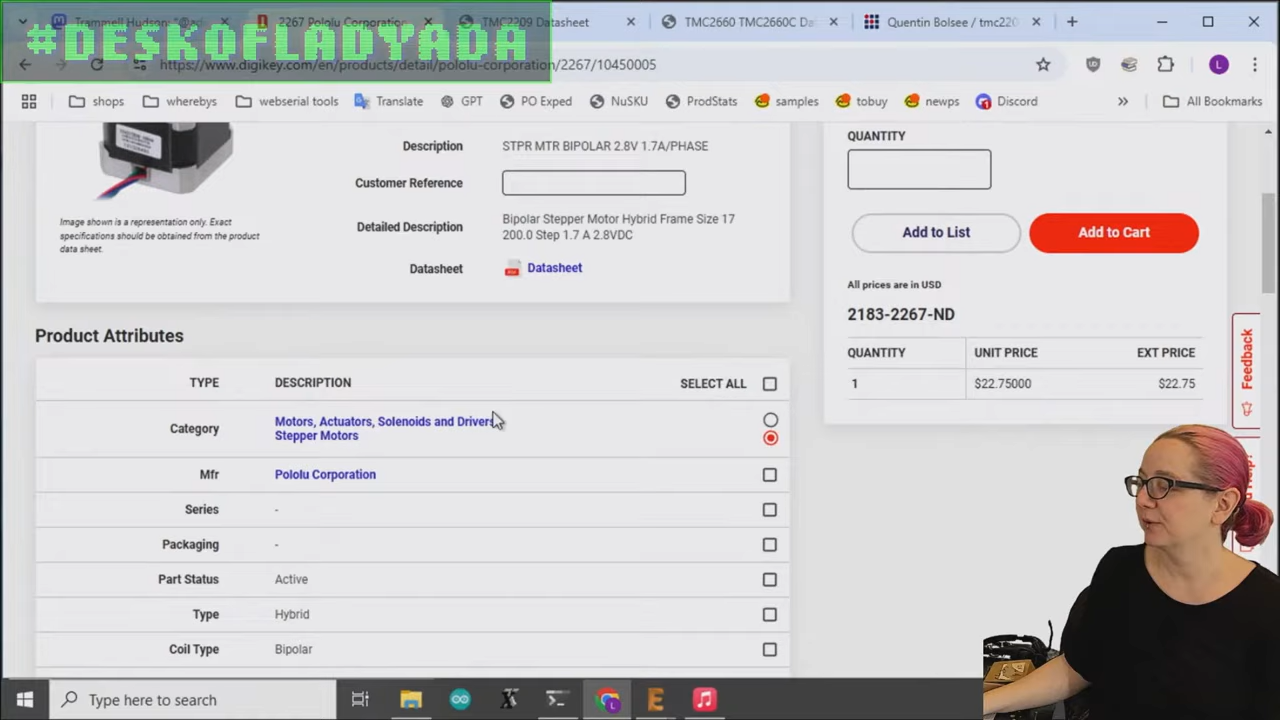 #DESKOFLADYADA
2267 Pololu Corporation
TMC2209 Datasheet
TMC2660 TMC2660C Da
Quentin Bolsee / tmc220
https://www.digikey.com/en/products/detail/pololu-corporation/2267/10450005
L
shops
whereby
webserial tools
Translate
GPT
PO Exped
NuSKU
ProdStats
samples
tobuy
newps
Discord
»
All Bookmarks
Image shown is a representation only. Exact
specifications should be obtained from the product
data sheet.
Description
STPR MTR BIPOLAR 2.8V 1.7A/PHASE
Customer Reference
Detailed Description
Bipolar Stepper Motor Hybrid Frame Size 17
200.0 Step 1.7 A 2.8VDC
Datasheet
Datasheet
QUANTITY
Add to List
Add to Cart
All prices are in USD
2183-2267-ND
QUANTITY UNIT PRICE EXT PRICE
1 $22.75000 $22.75
Feedback
Product Attributes
TYPE DESCRIPTION SELECT ALL
Category
Motors, Actuators, Solenoids and Drivers
Stepper Motors
Mfr Pololu Corporation
Series -
Packaging -
Part Status Active
Type Hybrid
Coil Type Bipolar
Type here to search